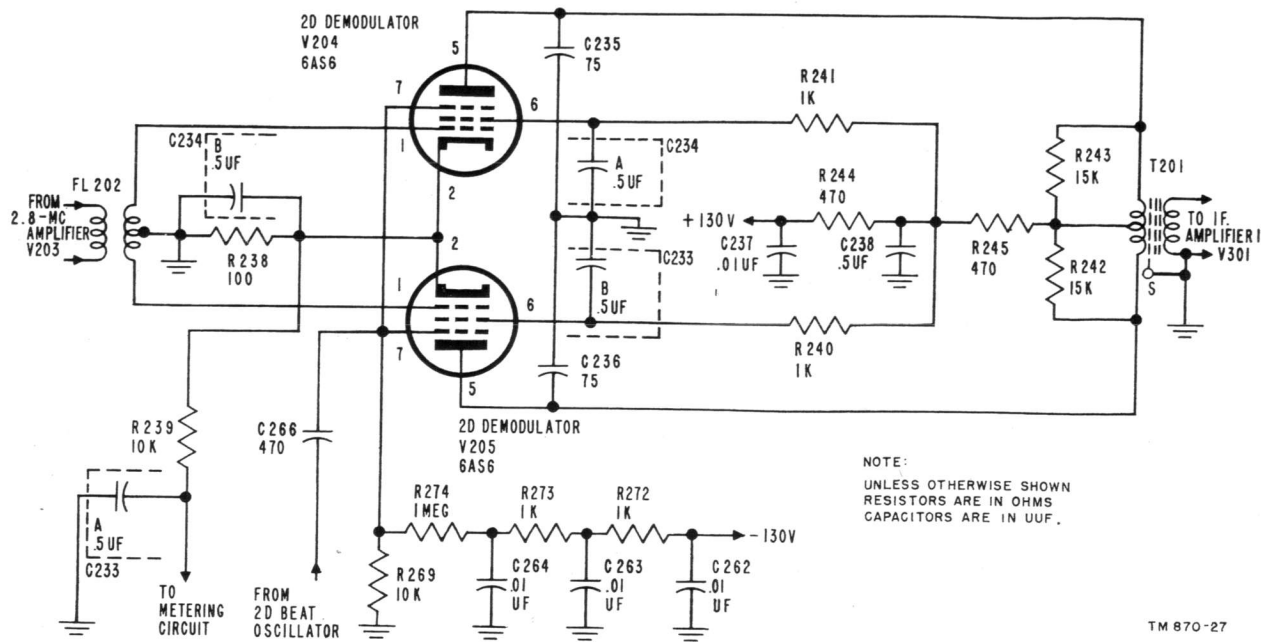 2D DEMODULATOR
V204
6AS6
5
7
6
1
2
C235
75
R241
1K
C234
B
.5UF
C234
A
.5UF
FL 202
FROM
2.8-MC
AMPLIFIER
V203
R238
100
R244
470
+130V
C237
.01UF
C238
.5UF
R245
470
R243
15K
T201
TO I.F.
AMPLIFIER I
V301
R242
15K
S
2
1
6
7
5
C233
B
.5UF
R240
1K
C236
75
2D DEMODULATOR
V205
6AS6
R239
10K
C266
470
A
.5UF
C233
TO
METERING
CIRCUIT
FROM
2D BEAT
OSCILLATOR
R274
1MEG
R273
1K
R272
1K
-130V
R269
10K
C264
.01
UF
C263
.01
UF
C262
.01
UF
NOTE:
UNLESS OTHERWISE SHOWN
RESISTORS ARE IN OHMS
CAPACITORS ARE IN UUF.
TM 870-27